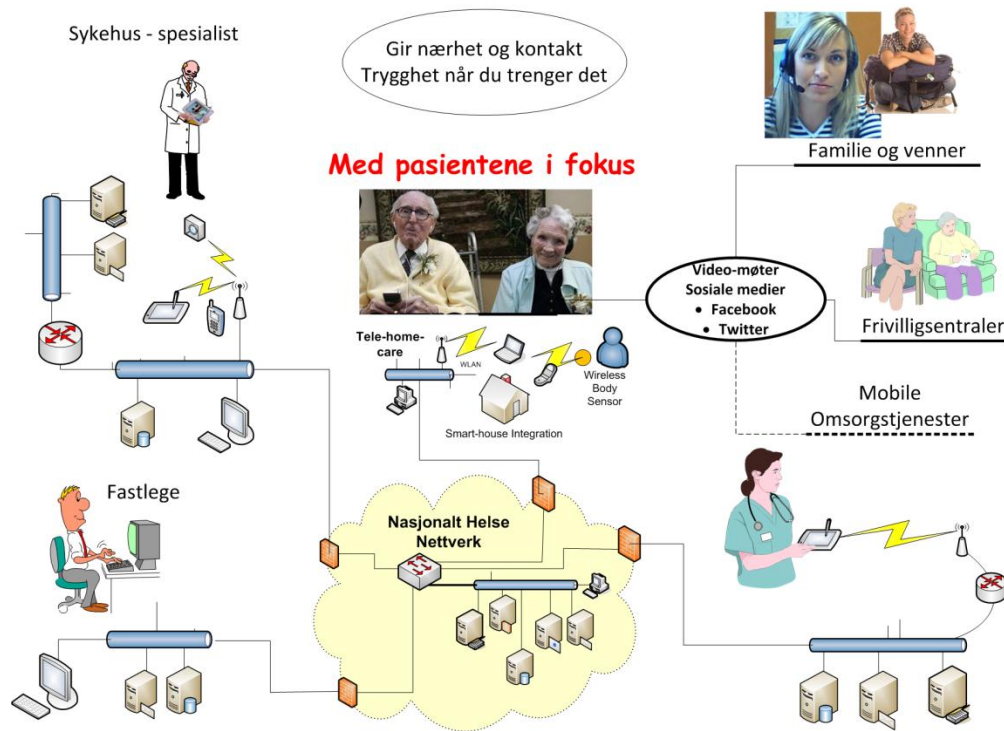 Sykehus - spesialist
Gir nærhet og kontakt
Trygghet når du trenger det
Med pasientene i fokus
Familie og venner
Video-møter
Sosiale medier
• Facebook
• Twitter
Frivilligsentraler
Tele-home-
care
WLAN
Wireless
Body
Sensor
Smart-house Integration
Mobile
Omsorgstjenester
Fastlege
Nasjonalt Helse
Nettverk